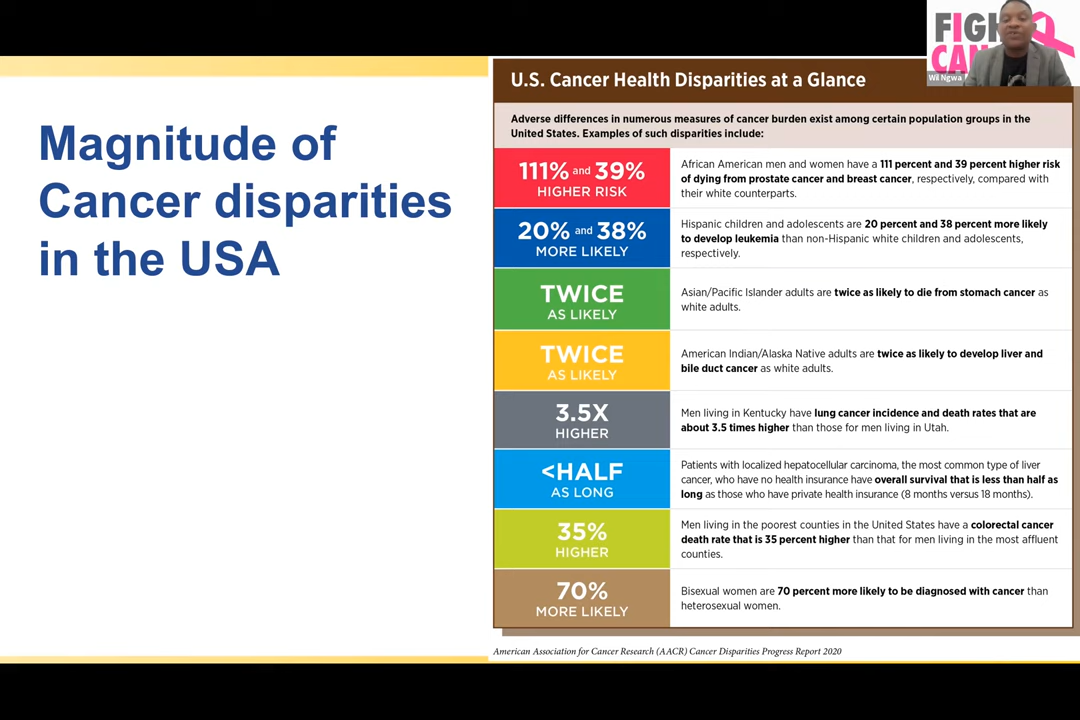 Magnitude of
Cancer disparities
in the USA
FIGH
CAN
Wil Ngwa
U.S. Cancer Health Disparities at a Glance
Adverse differences in numerous measures of cancer burden exist among certain population groups in the
United States. Examples of such disparities include:
111% and 39%
HIGHER RISK
African American men and women have a 111 percent and 39 percent higher risk
of dying from prostate cancer and breast cancer, respectively, compared with
their white counterparts.
20% and 38%
MORE LIKELY
Hispanic children and adolescents are 20 percent and 38 percent more likely
to develop leukemia than non-Hispanic white children and adolescents,
respectively.
TWICE
AS LIKELY
Asian/Pacific Islander adults are twice as likely to die from stomach cancer as
white adults.
TWICE
AS LIKELY
American Indian/Alaska Native adults are twice as likely to develop liver and
bile duct cancer as white adults.
3.5X
HIGHER
Men living in Kentucky have lung cancer incidence and death rates that are
about 3.5 times higher than those for men living in Utah.
<HALF
AS LONG
Patients with localized hepatocellular carcinoma, the most common type of liver
cancer, who have no health insurance have overall survival that is less than half as
long as those who have private health insurance (8 months versus 18 months).
35%
HIGHER
Men living in the poorest counties in the United States have a colorectal cancer
death rate that is 35 percent higher than that for men living in the most affluent
counties.
70%
MORE LIKELY
Bisexual women are 70 percent more likely to be diagnosed with cancer than
heterosexual women.
American Association for Cancer Research (AACR) Cancer Disparities Progress Report 2020